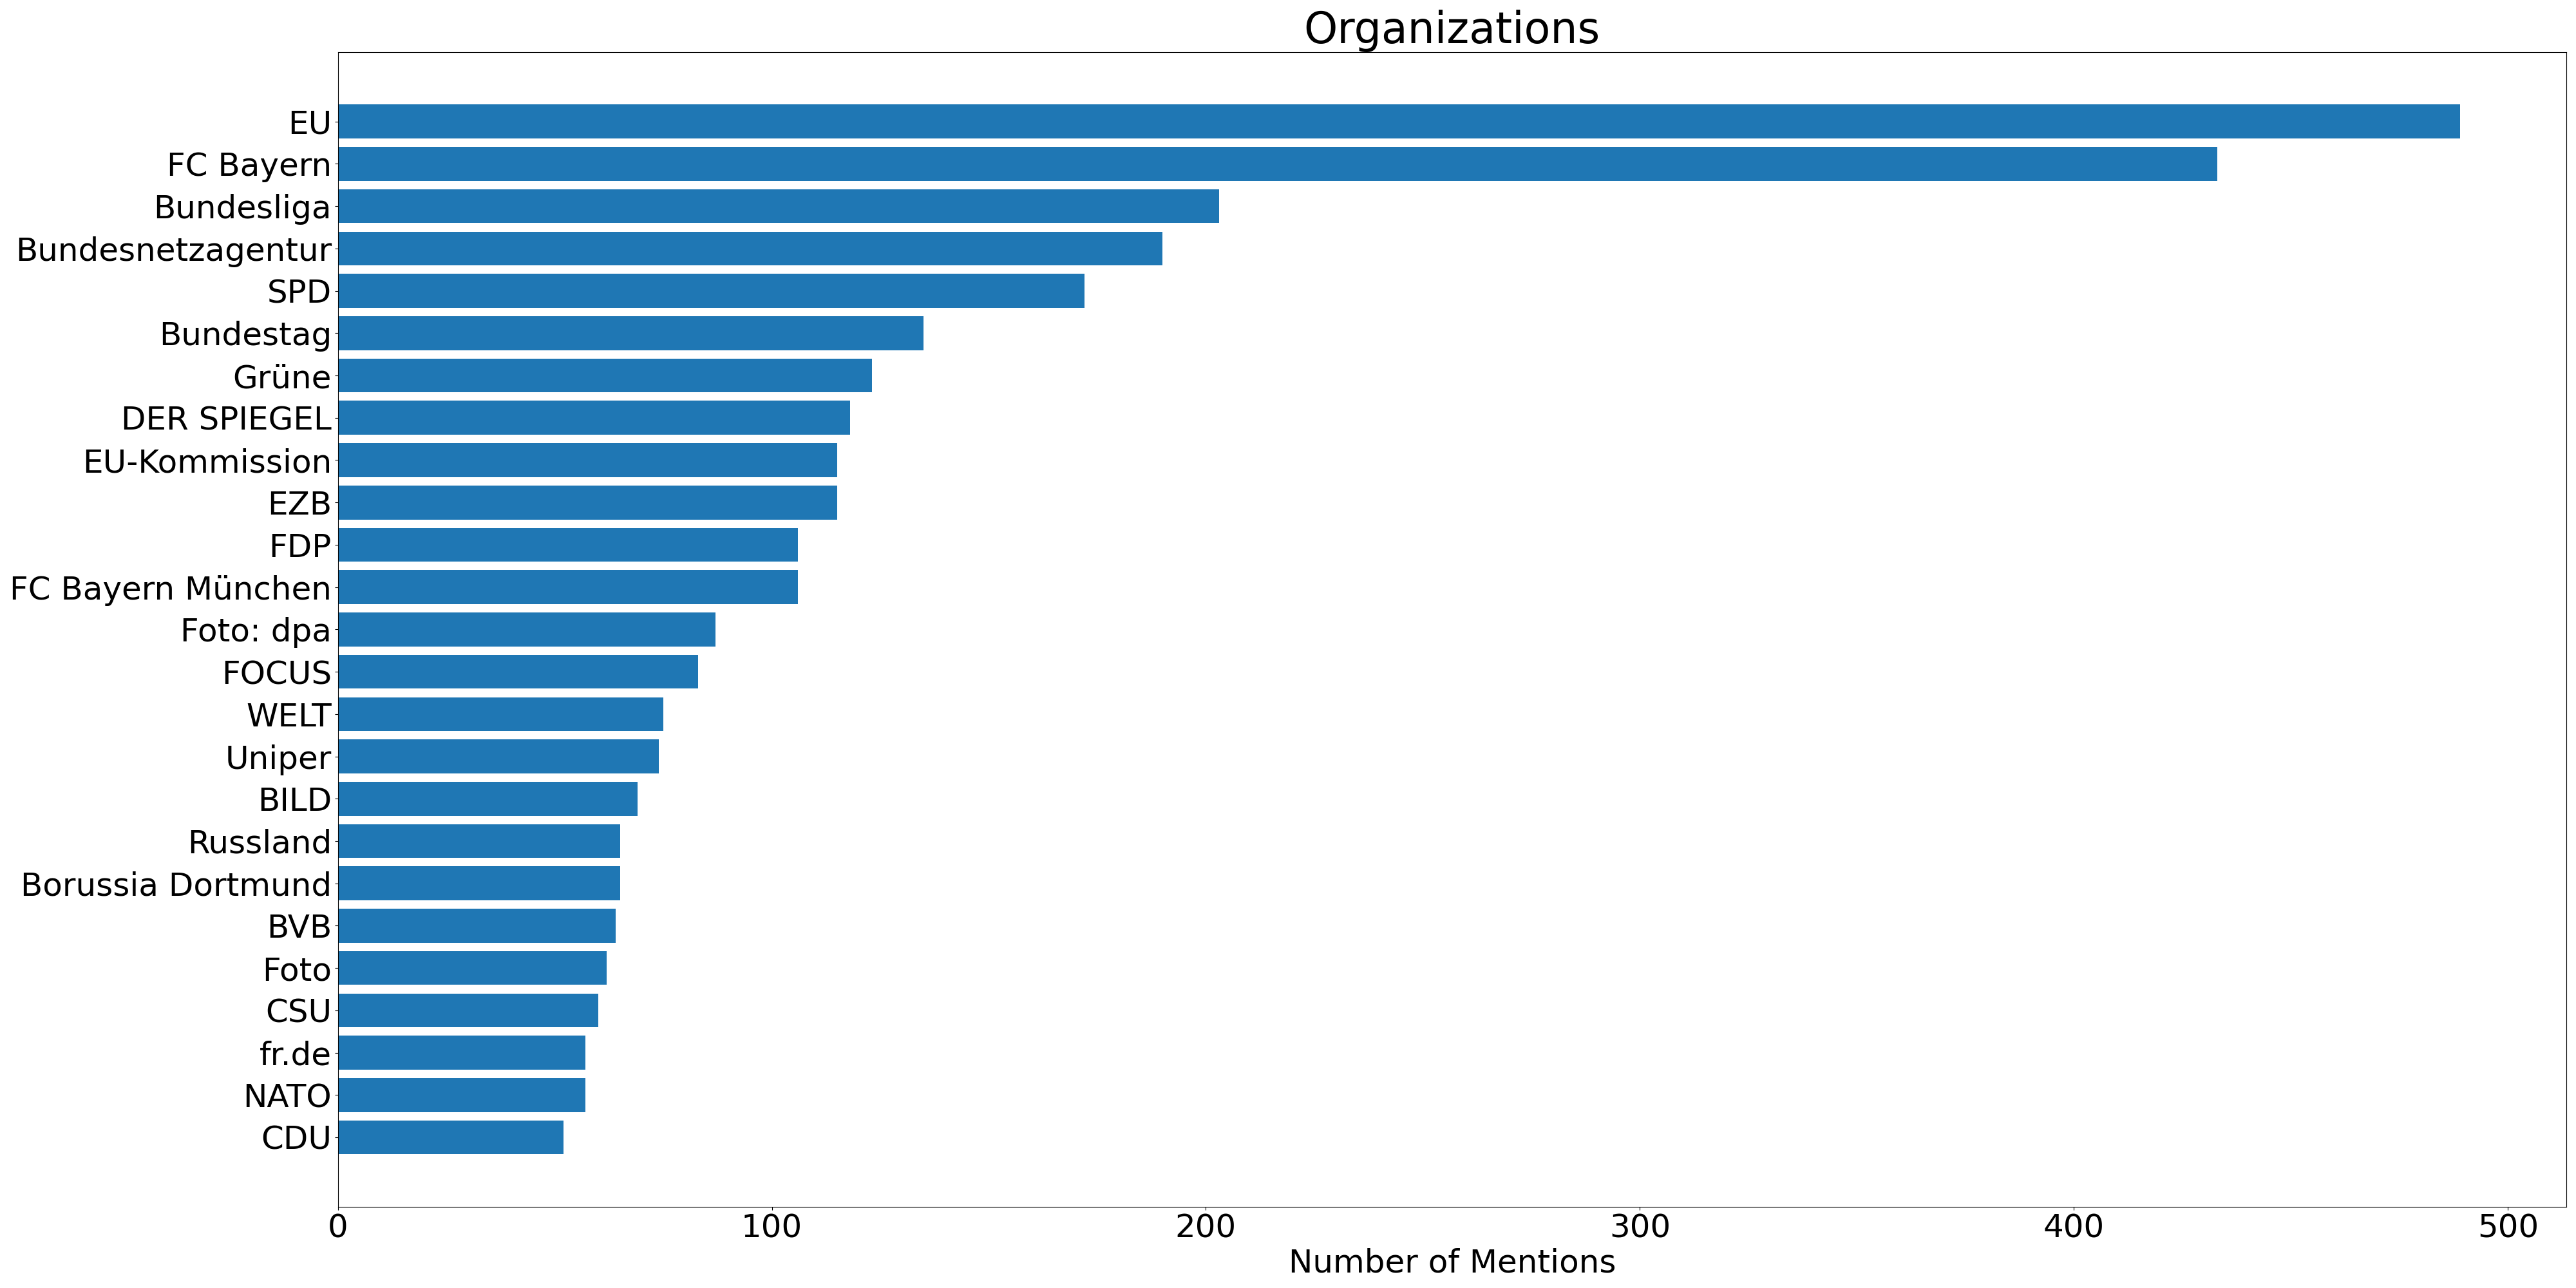 Organizations
EU
FC Bayern
Bundesliga
Bundesnetzagentur
SPD
Bundestag
Grüne
DER SPIEGEL
EU-Kommission
EZB
FDP
FC Bayern München
Foto: dpa
FOCUS
WELT
Uniper
BILD
Russland
Borussia Dortmund
BVB
Foto
CSU
fr.de
NATO
CDU
0 100 200 300 400 500
Number of Mentions